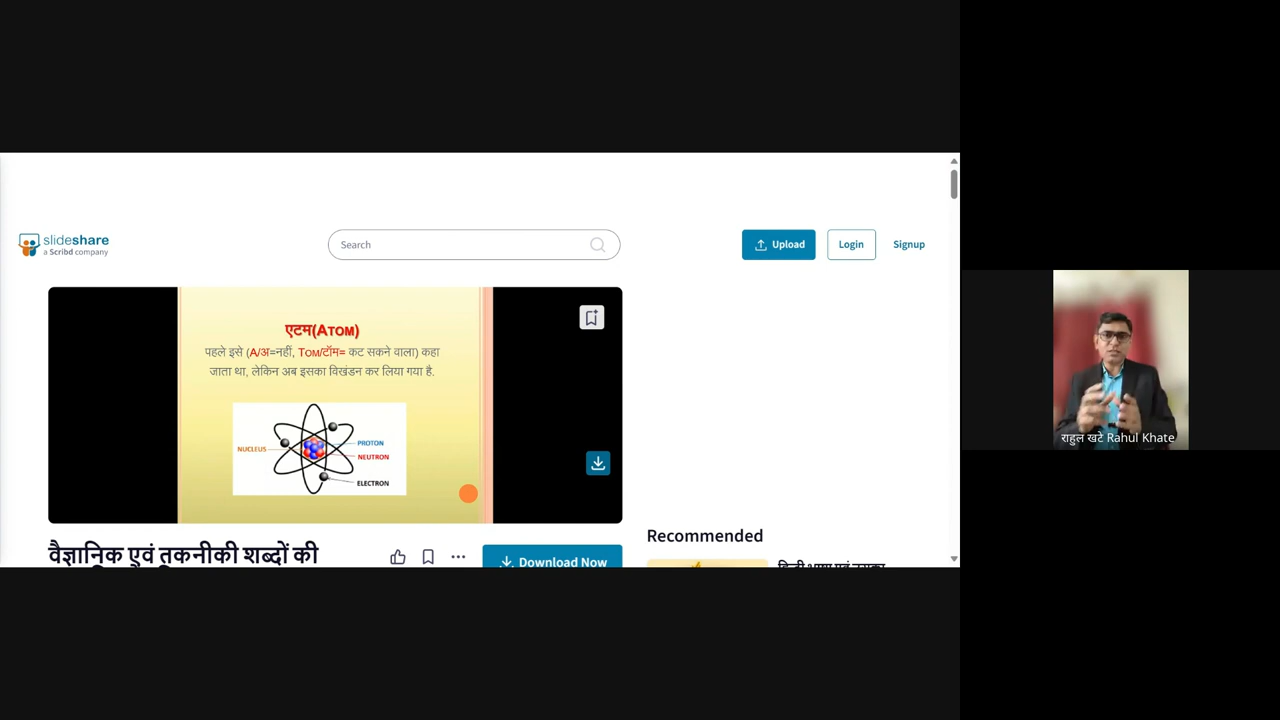 slideshare
a Scribd company
Search
Upload
Login
Signup
एटम(ATOM)
पहले इसे (A/अ=नहीं, TOM/टॉम= कट सकने वाला) कहा
जाता था, लेकिन अब इसका विखंडन कर लिया गया है.
NUCLEUS
PROTON
NEUTRON
ELECTRON
वैज्ञानिक एवं तकनीकी शब्दों की
Download Now
Recommended
राहुल खटे Rahul Khate